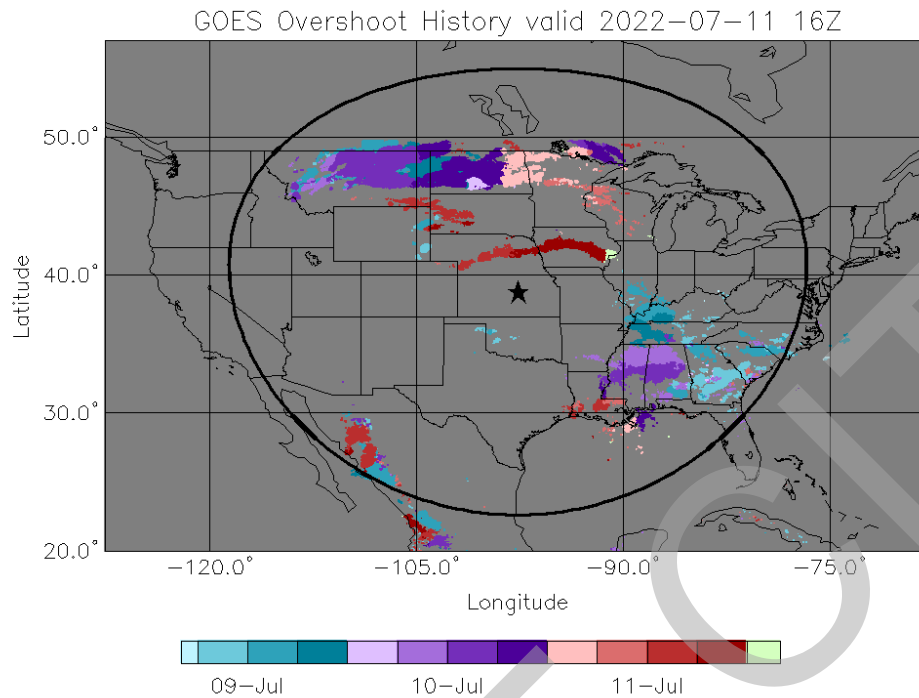 GOES Overshoot History valid 2022-07-11 16Z
50.0°
40.0°
30.0°
20.0°
Latitude
-120.0° -105.0° -90.0° -75.0°
Longitude
09-Jul 10-Jul 11-Jul